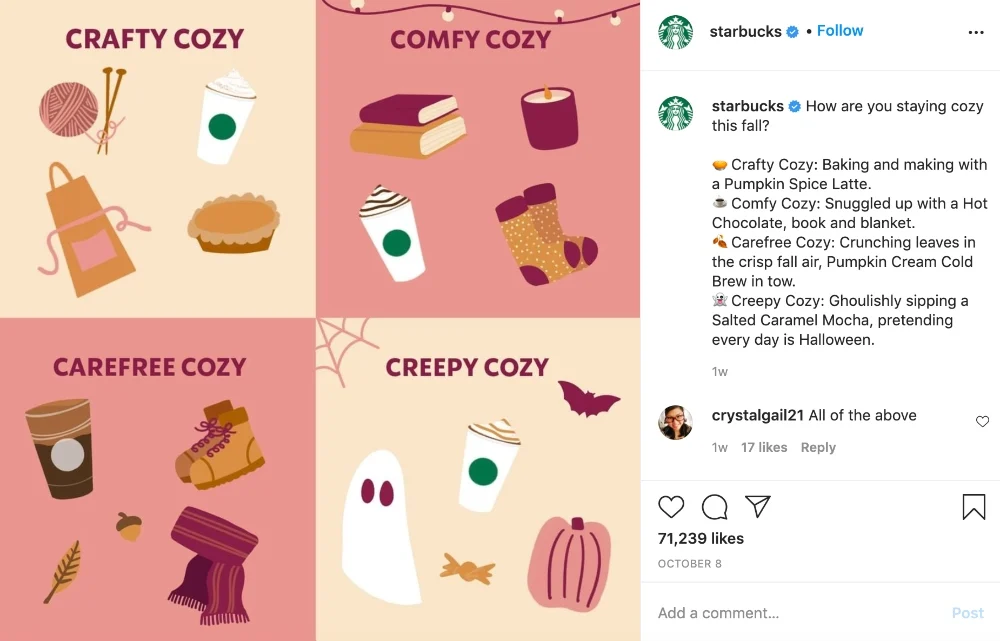 CRAFTY COZY
COMFY COZY
CAREFREE COZY
CREEPY COZY
starbucks • Follow
starbucks How are you staying cozy
this fall?
🥧 Crafty Cozy: Baking and making with
a Pumpkin Spice Latte.
☕ Comfy Cozy: Snuggled up with a Hot
Chocolate, book and blanket.
🍂 Carefree Cozy: Crunching leaves in
the crisp fall air, Pumpkin Cream Cold
Brew in tow.
👻 Creepy Cozy: Ghoulishly sipping a
Salted Caramel Mocha, pretending
every day is Halloween.
1w
crystalgail21 All of the above
1w 17 likes Reply
71,239 likes
OCTOBER 8
Add a comment... Post